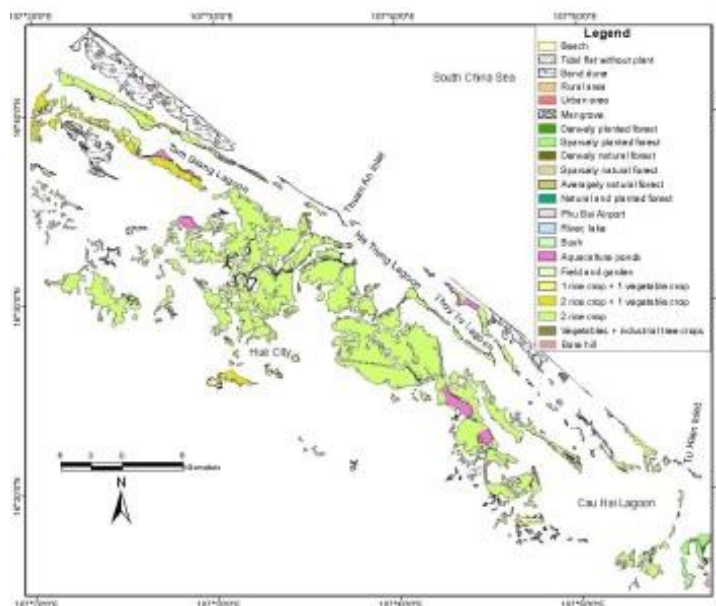 Legend
Beach
Tidal flat without plant
Sand dune
Rural area
Urban area
Mangrove
Densely planted forest
Sparsely planted forest
Densely natural forest
Sparsely natural forest
Averagely natural forest
Natural and planted forest
Phu Bai Airport
River, lake
Bush
Aquaculture ponds
Field and garden
1 rice crop + 1 vegetable crop
2 rice crop + 1 vegetable crop
2 rice crop
Vegetables + industrial tree crops
Bare hill
South China Sea
Tam Giang Lagoon
Thuan An Inlet
Ha Trung Lagoon
Thuy Tu Lagoon
Hue City
Tu Hien Inlet
Cau Hai Lagoon
Kilometers
N